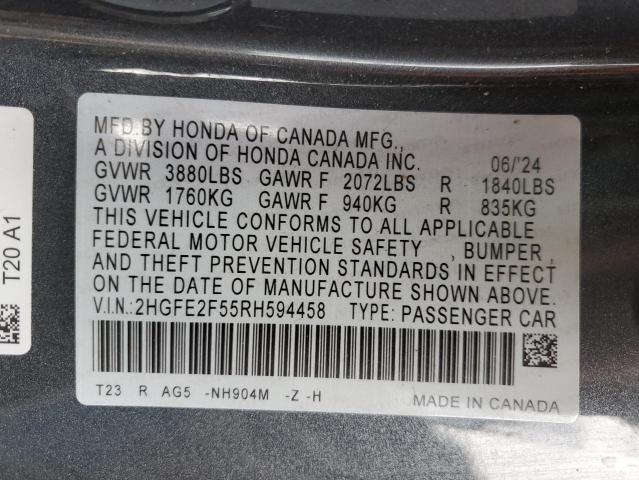 MFD.BY HONDA OF CANADA MFG.,
A DIVISION OF HONDA CANADA INC. 06/'24
GVWR 3880LBS GAWR F 2072LBS R 1840LBS
GVWR 1760KG GAWR F 940KG R 835KG
THIS VEHICLE CONFORMS TO ALL APPLICABLE
FEDERAL MOTOR VEHICLE SAFETY , BUMPER ,
AND THEFT PREVENTION STANDARDS IN EFFECT
ON THE DATE OF MANUFACTURE SHOWN ABOVE.
V.I.N.:2HGFE2F55RH594458 TYPE: PASSENGER CAR
T23 R AG5 -NH904M -Z -H
MADE IN CANADA
T20 A1